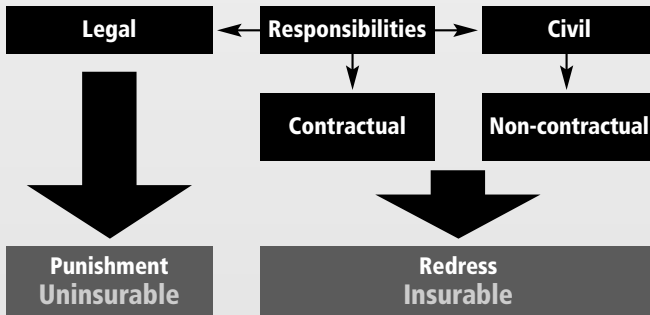 Legal
Responsibilities
Civil
Contractual
Non-contractual
Punishment
Uninsurable
Redress
Insurable